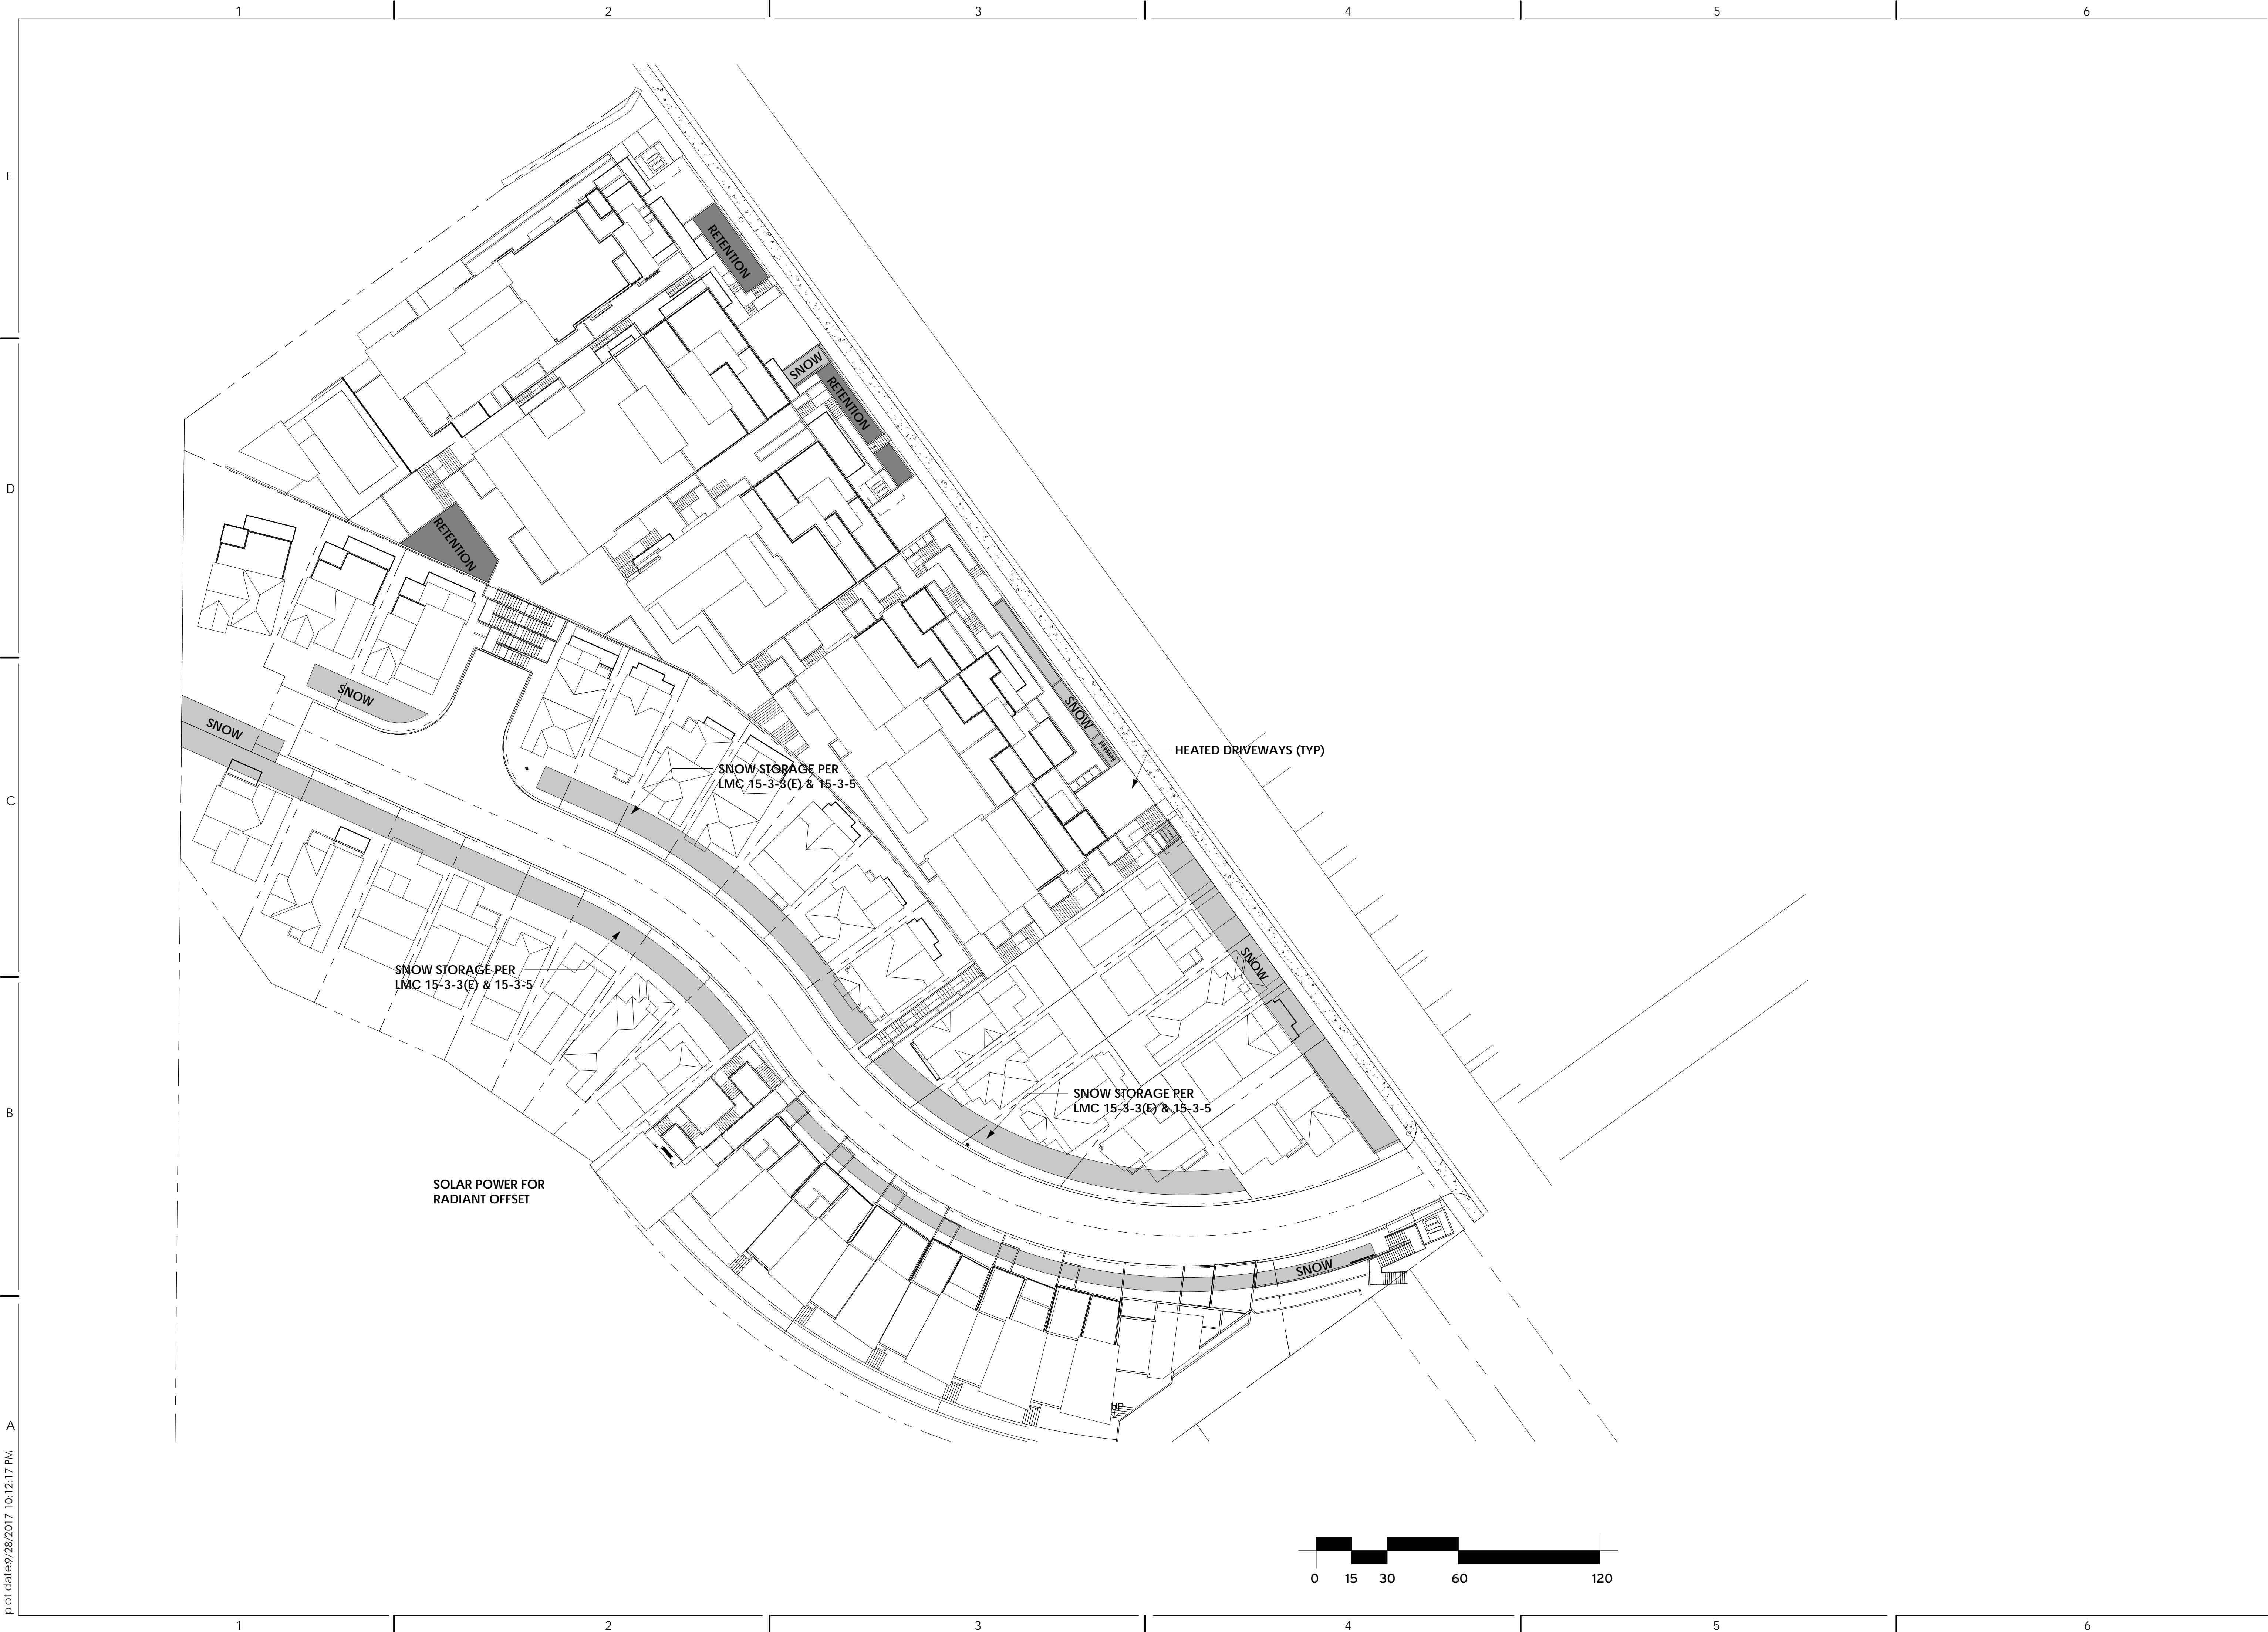 1 2 3 4 5 6
E
RETENTION
SNOW
RETENTION
D
RETENTION
SNOW
SNOW
SNOW
HEATED DRIVEWAYS (TYP)
SNOW STORAGE PER
LMC 15-3-3(E) & 15-3-5
C
SNOW
SNOW STORAGE PER
LMC 15-3-3(E) & 15-3-5
SNOW STORAGE PER
LMC 15-3-3(E) & 15-3-5
B
SOLAR POWER FOR
RADIANT OFFSET
SNOW
UP
A
plot date:9/28/2017 10:12:17 PM
0 15 30 60 120
1 2 3 4 5 6